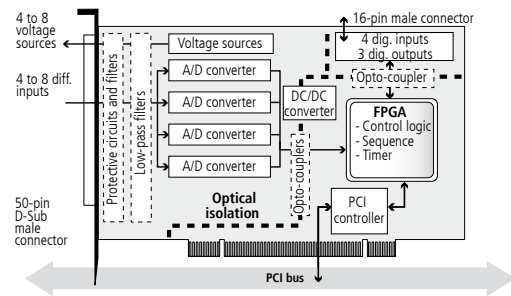 4 to 8
voltage
sources
4 to 8 diff.
inputs
50-pin
D-Sub
male
connector
Protective circuits and filters
Low-pass filters
Voltage sources
A/D converter
A/D converter
A/D converter
A/D converter
Optical
isolation
Opto-couplers
DC/DC
converter
16-pin male connector
4 dig. inputs
3 dig. outputs
Opto-coupler
FPGA
- Control logic
- Sequence
- Timer
PCI
controller
PCI bus